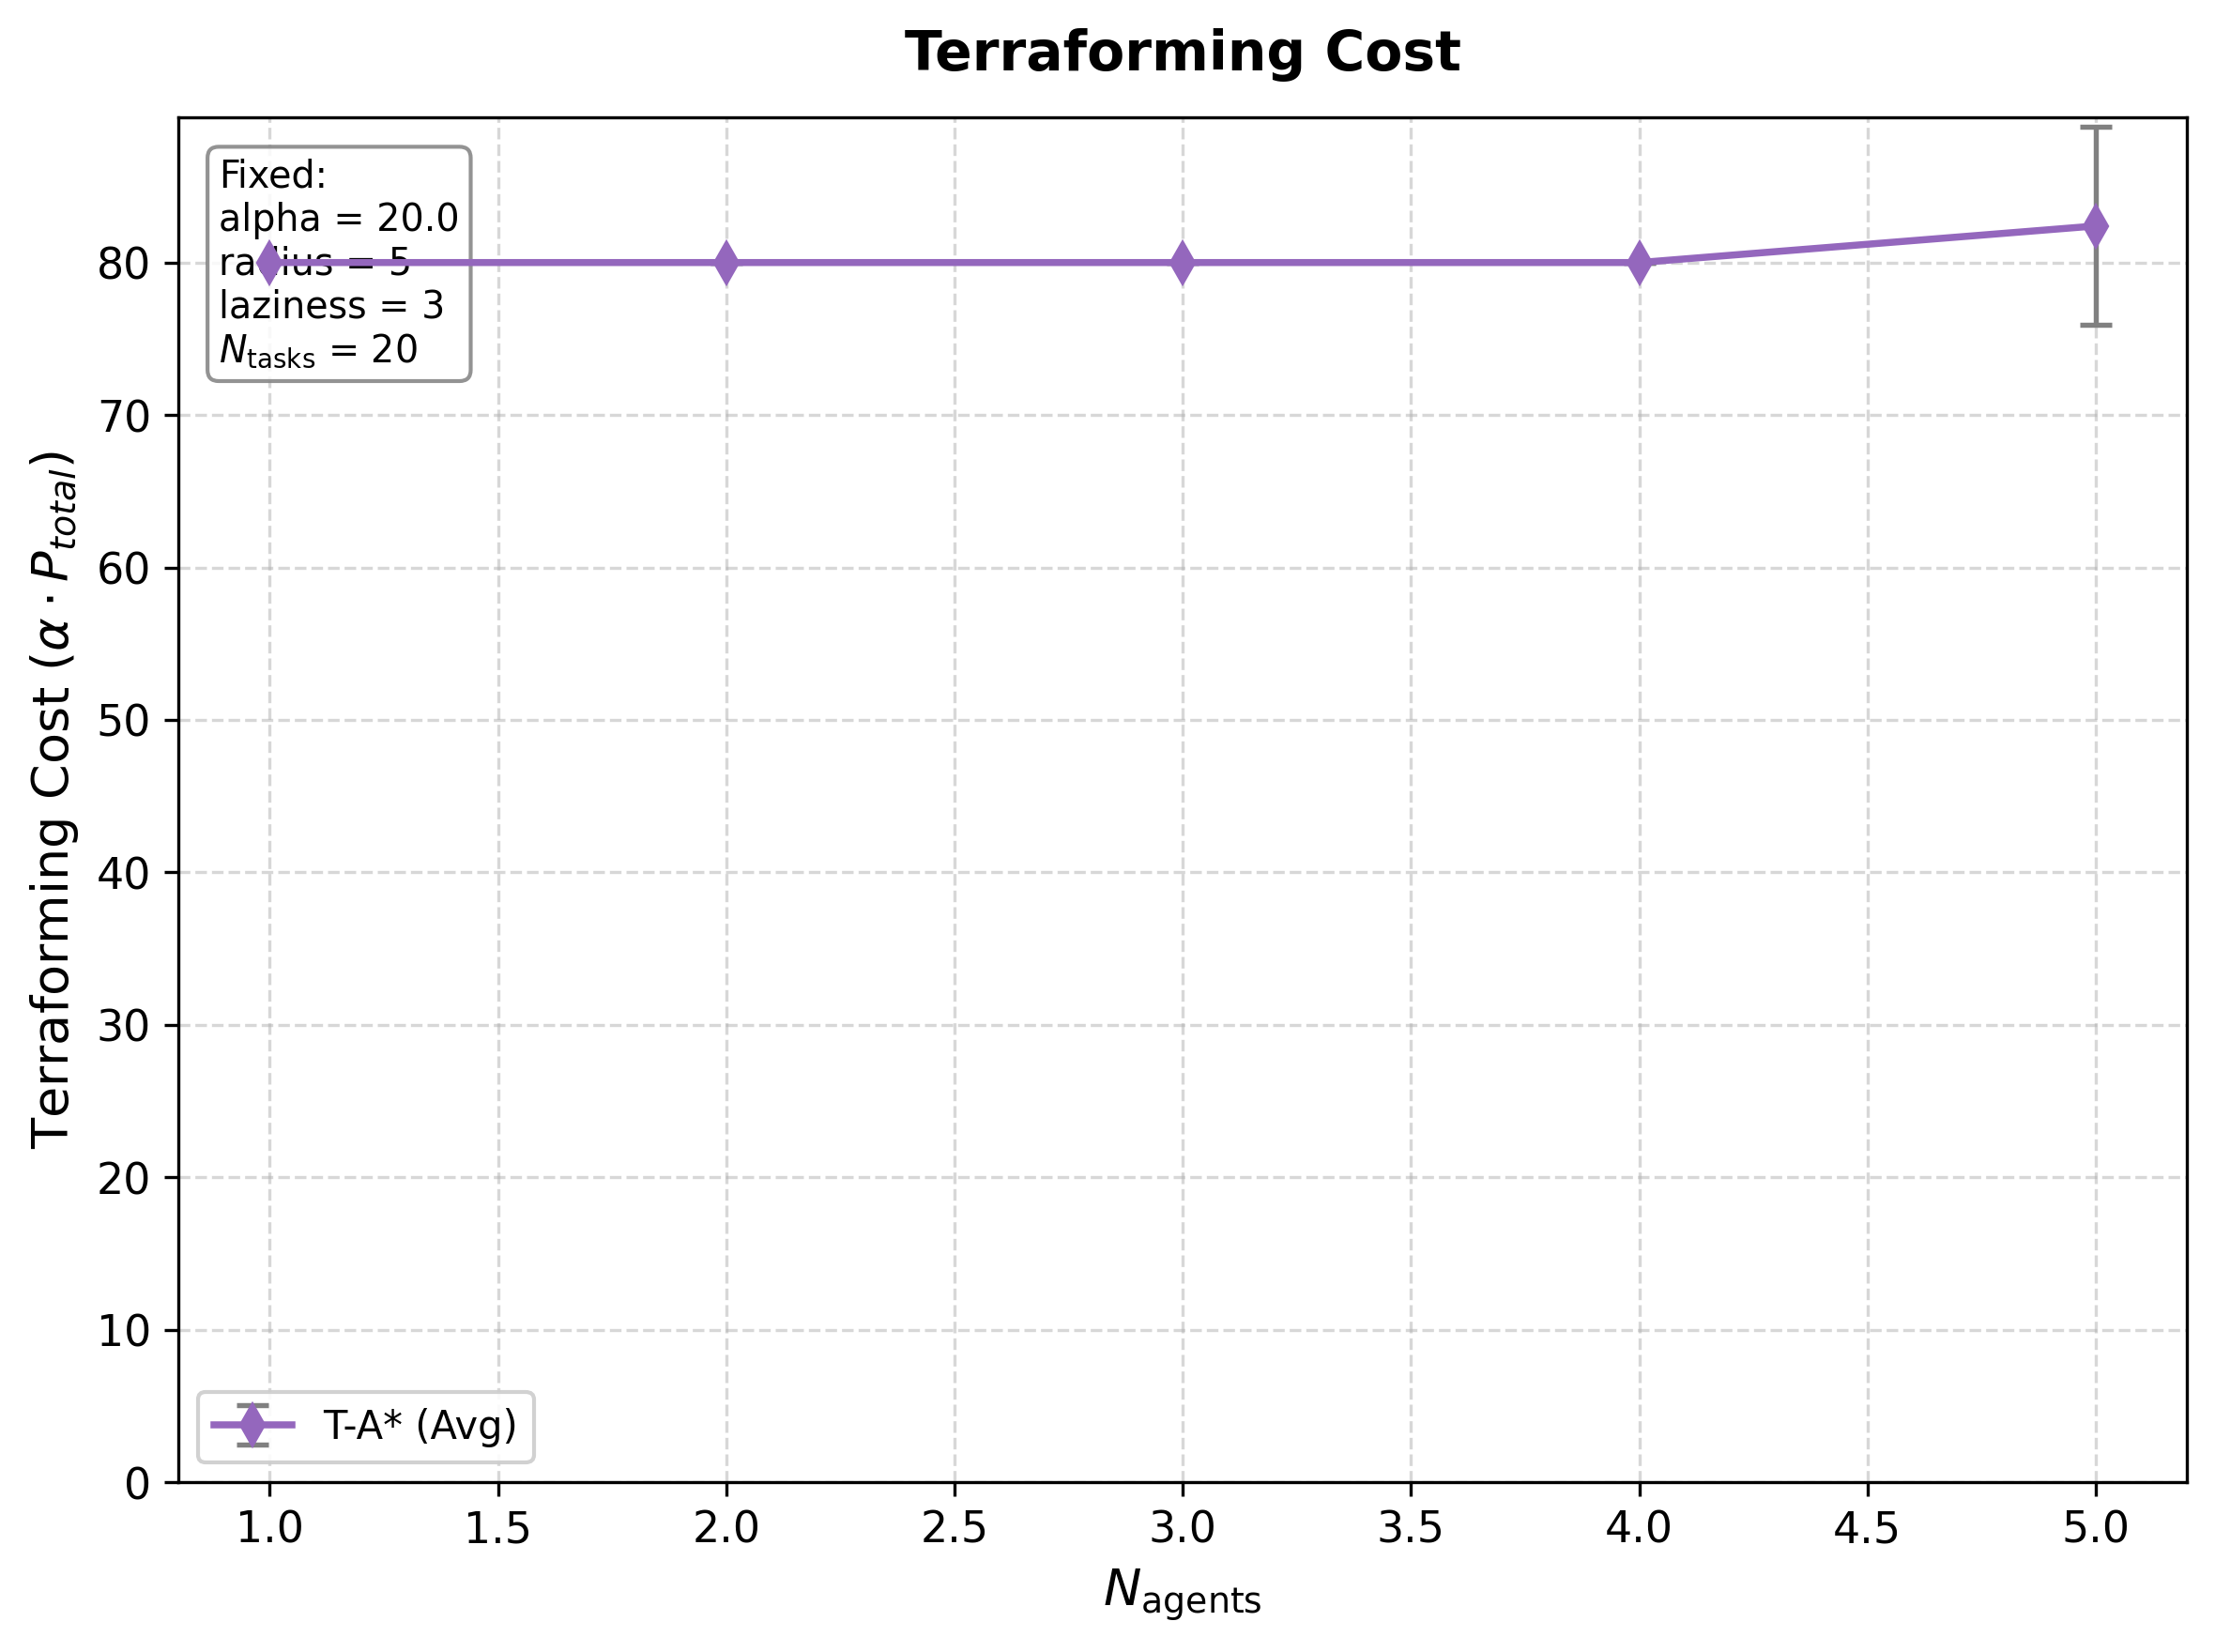 Terraforming Cost
Fixed:
alpha = 20.0
radius = 5
laziness = 3
N_tasks = 20
Terraforming Cost (α · P_total)
80
70
60
50
40
30
20
10
0
T-A* (Avg)
1.0 1.5 2.0 2.5 3.0 3.5 4.0 4.5 5.0
N_agents